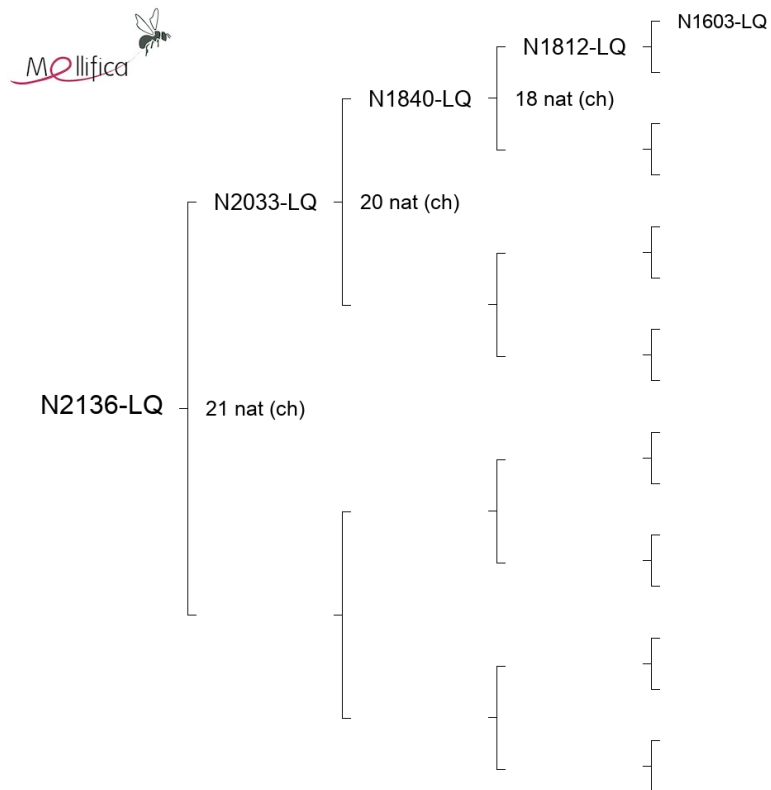 Mellifica
N1603-LQ
N1812-LQ
N1840-LQ
18 nat (ch)
N2033-LQ
20 nat (ch)
N2136-LQ
21 nat (ch)